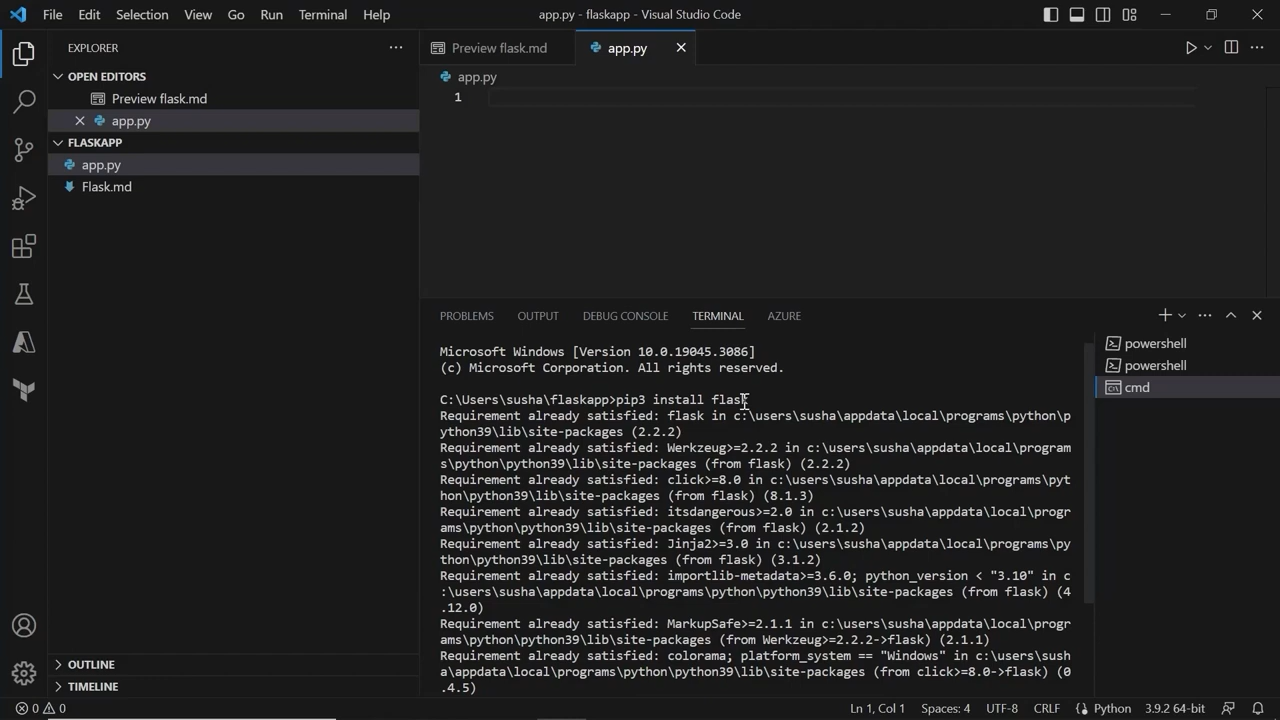 File Edit Selection View Go Run Terminal Help app.py - flaskapp - Visual Studio Code
EXPLORER
OPEN EDITORS
Preview flask.md
app.py
FLASKAPP
app.py
Flask.md
OUTLINE
TIMELINE
Preview flask.md app.py
app.py
1
PROBLEMS OUTPUT DEBUG CONSOLE TERMINAL AZURE
Microsoft Windows [Version 10.0.19045.3086]
(c) Microsoft Corporation. All rights reserved.
C:\Users\susha\flaskapp>pip3 install flask
Requirement already satisfied: flask in c:\users\susha\appdata\local\programs\python\p
ython39\lib\site-packages (2.2.2)
Requirement already satisfied: Werkzeug>=2.2.2 in c:\users\susha\appdata\local\program
s\python\python39\lib\site-packages (from flask) (2.2.2)
Requirement already satisfied: click>=8.0 in c:\users\susha\appdata\local\programs\pyt
hon\python39\lib\site-packages (from flask) (8.1.3)
Requirement already satisfied: itsdangerous>=2.0 in c:\users\susha\appdata\local\progr
ams\python\python39\lib\site-packages (from flask) (2.1.2)
Requirement already satisfied: Jinja2>=3.0 in c:\users\susha\appdata\local\programs\py
thon\python39\lib\site-packages (from flask) (3.1.2)
Requirement already satisfied: importlib-metadata>=3.6.0; python_version < "3.10" in c
:\users\susha\appdata\local\programs\python\python39\lib\site-packages (from flask) (4
.12.0)
Requirement already satisfied: MarkupSafe>=2.1.1 in c:\users\susha\appdata\local\progr
ams\python\python39\lib\site-packages (from Werkzeug>=2.2.2->flask) (2.1.1)
Requirement already satisfied: colorama; platform_system == "Windows" in c:\users\sush
a\appdata\local\programs\python\python39\lib\site-packages (from click>=8.0->flask) (0
.4.5)
powershell
powershell
cmd
0 0 Ln 1, Col 1 Spaces: 4 UTF-8 CRLF Python 3.9.2 64-bit